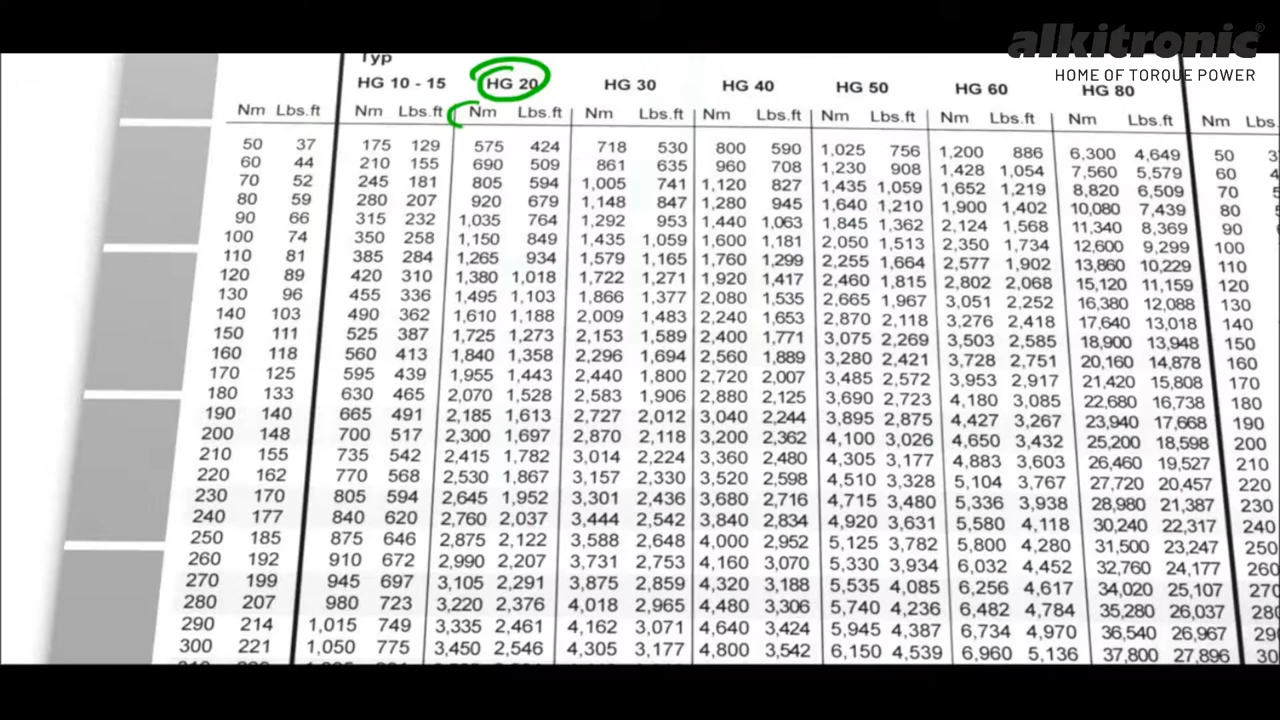 alkitronic®
HOME OF TORQUE POWER
Typ
HG 10 - 15 HG 20 HG 30 HG 40 HG 50 HG 60 HG 80
Nm Lbs.ft Nm Lbs.ft Nm Lbs.ft Nm Lbs.ft Nm Lbs.ft Nm Lbs.ft Nm Lbs.ft Nm Lbs.ft Nm Lbs.
50 37 175 129 575 424 718 530 800 590 1,025 756 1,200 886 6,300 4,649 50
60 44 210 155 690 509 861 635 960 708 1,230 908 1,428 1,054 7,560 5,579 60
70 52 245 181 805 594 1,005 741 1,120 827 1,435 1,059 1,652 1,219 8,820 6,509 70
80 59 280 207 920 679 1,148 847 1,280 945 1,640 1,210 1,900 1,402 10,080 7,439 80
90 66 315 232 1,035 764 1,292 953 1,440 1,063 1,845 1,362 2,124 1,568 11,340 8,369 90
100 74 350 258 1,150 849 1,435 1,059 1,600 1,181 2,050 1,513 2,350 1,734 12,600 9,299 100
110 81 385 284 1,265 934 1,579 1,165 1,760 1,299 2,255 1,664 2,577 1,902 13,860 10,229 110
120 89 420 310 1,380 1,018 1,722 1,271 1,920 1,417 2,460 1,815 2,802 2,068 15,120 11,159 120
130 96 455 336 1,495 1,103 1,866 1,377 2,080 1,535 2,665 1,967 3,051 2,252 16,380 12,088 130
140 103 490 362 1,610 1,188 2,009 1,483 2,240 1,653 2,870 2,118 3,276 2,418 17,640 13,018 140
150 111 525 387 1,725 1,273 2,153 1,589 2,400 1,771 3,075 2,269 3,503 2,585 18,900 13,948 150
160 118 560 413 1,840 1,358 2,296 1,694 2,560 1,889 3,280 2,421 3,728 2,751 20,160 14,878 160
170 125 595 439 1,955 1,443 2,440 1,800 2,720 2,007 3,485 2,572 3,953 2,917 21,420 15,808 170
180 133 630 465 2,070 1,528 2,583 1,906 2,880 2,125 3,690 2,723 4,180 3,085 22,680 16,738 180
190 140 665 491 2,185 1,613 2,727 2,012 3,040 2,244 3,895 2,875 4,427 3,267 23,940 17,668 190
200 148 700 517 2,300 1,697 2,870 2,118 3,200 2,362 4,100 3,026 4,650 3,432 25,200 18,598 200
210 155 735 542 2,415 1,782 3,014 2,224 3,360 2,480 4,305 3,177 4,883 3,603 26,460 19,527 210
220 162 770 568 2,530 1,867 3,157 2,330 3,520 2,598 4,510 3,328 5,104 3,767 27,720 20,457 220
230 170 805 594 2,645 1,952 3,301 2,436 3,680 2,716 4,715 3,480 5,336 3,938 28,980 21,387 230
240 177 840 620 2,760 2,037 3,444 2,542 3,840 2,834 4,920 3,631 5,580 4,118 30,240 22,317 240
250 185 875 646 2,875 2,122 3,588 2,648 4,000 2,952 5,125 3,782 5,800 4,280 31,500 23,247 250
260 192 910 672 2,990 2,207 3,731 2,753 4,160 3,070 5,330 3,934 6,032 4,452 32,760 24,177 260
270 199 945 697 3,105 2,291 3,875 2,859 4,320 3,188 5,535 4,085 6,256 4,617 34,020 25,107
280 207 980 723 3,220 2,376 4,018 2,965 4,480 3,306 5,740 4,236 6,482 4,784 35,280 26,037
290 214 1,015 749 3,335 2,461 4,162 3,071 4,640 3,424 5,945 4,387 6,734 4,970 36,540 26,967
300 221 1,050 775 3,450 2,546 4,305 3,177 4,800 3,542 6,150 4,539 6,960 5,136 37,800 27,896